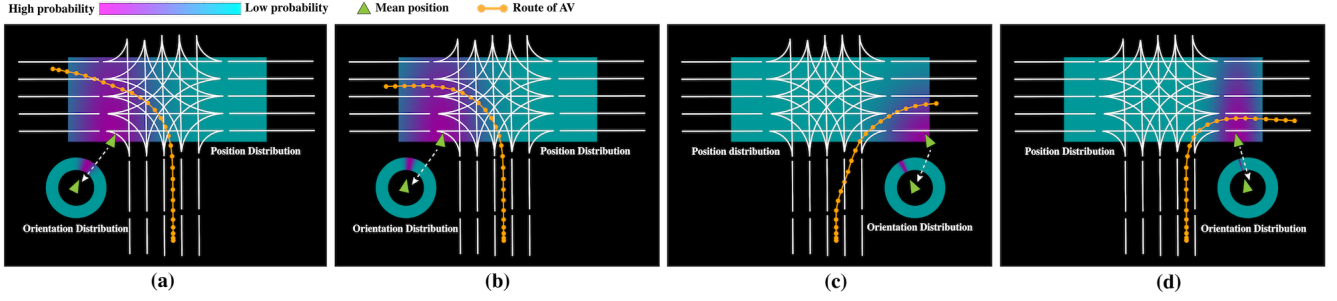 High probability Low probability Mean position Route of AV
Position Distribution Position Distribution Position distribution Position Distribution
Orientation Distribution Orientation Distribution Orientation Distribution Orientation Distribution
(a) (b) (c) (d)